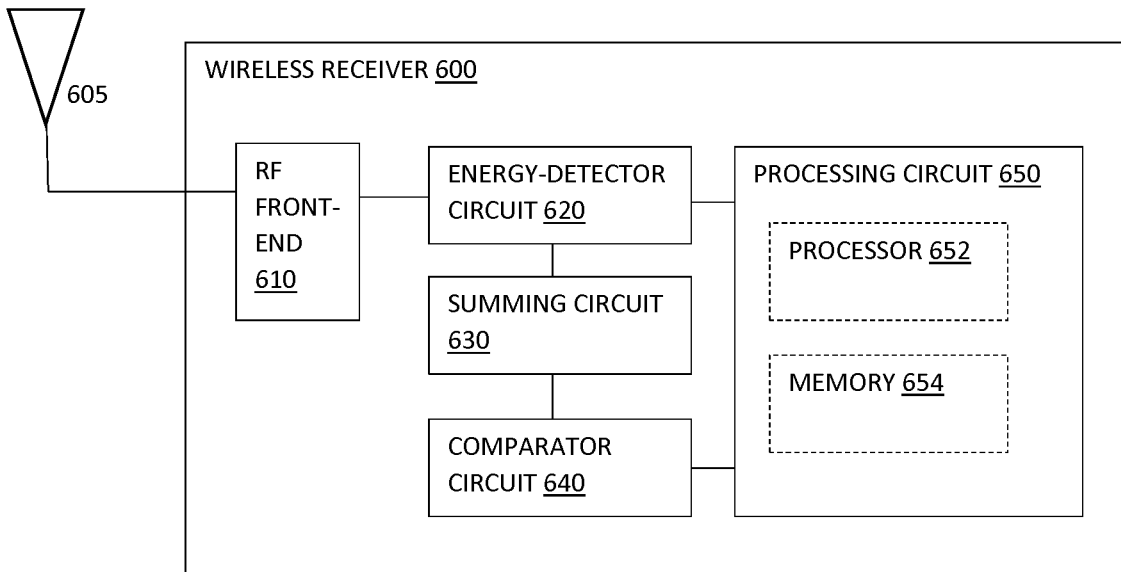 605
WIRELESS RECEIVER 600
RF
FRONT-
END
610
ENERGY-DETECTOR
CIRCUIT 620
SUMMING CIRCUIT
630
COMPARATOR
CIRCUIT 640
PROCESSING CIRCUIT 650
PROCESSOR 652
MEMORY 654